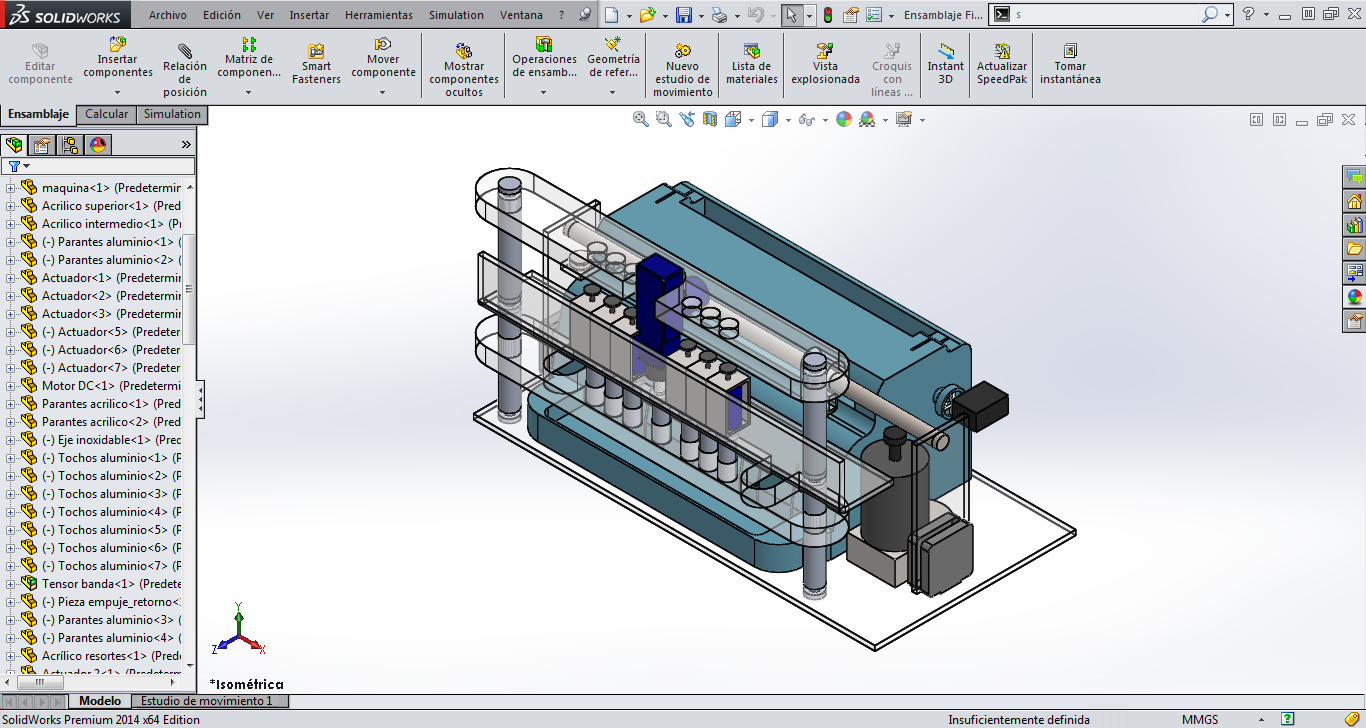 SOLIDWORKS
Archivo Edición Ver Insertar Herramientas Simulation Ventana ? Ensamblaje Fi... s
Editar componente
Insertar componentes
Relación de posición
Matriz de componen...
Smart Fasteners
Mover componente
Mostrar componentes ocultos
Operaciones de ensamb...
Geometría de refer...
Nuevo estudio de movimiento
Lista de materiales
Vista explosionada
Croquis con líneas ...
Instant 3D
Actualizar SpeedPak
Tomar instantánea
Ensamblaje Calcular Simulation
maquina<1> (Predetermin
Acrilico superior<1> (Pred
Acrilico intermedio<1> (Pr
(-) Parantes aluminio<1> (
(-) Parantes aluminio<2> (
Actuador<1> (Predetermin
Actuador<2> (Predetermin
Actuador<3> (Predetermin
(-) Actuador<5> (Predeter
(-) Actuador<6> (Predeter
(-) Actuador<7> (Predeter
Motor DC<1> (Predetermi
Parantes acrilico<1> (Pred
Parantes acrilico<2> (Pred
(-) Eje inoxidable<1> (Pred
(-) Tochos aluminio<1> (P
(-) Tochos aluminio<2> (P
(-) Tochos aluminio<3> (P
(-) Tochos aluminio<4> (P
(-) Tochos aluminio<5> (P
(-) Tochos aluminio<6> (P
(-) Tochos aluminio<7> (P
Tensor banda<1> (Predete
(-) Pieza empuje_retorno<
(-) Parantes aluminio<3> (
(-) Parantes aluminio<4> (
Acrílico resortes<1> (Pred
Y
Z X
*Isométrica
Modelo Estudio de movimiento 1
SolidWorks Premium 2014 x64 Edition Insuficientemente definida MMGS